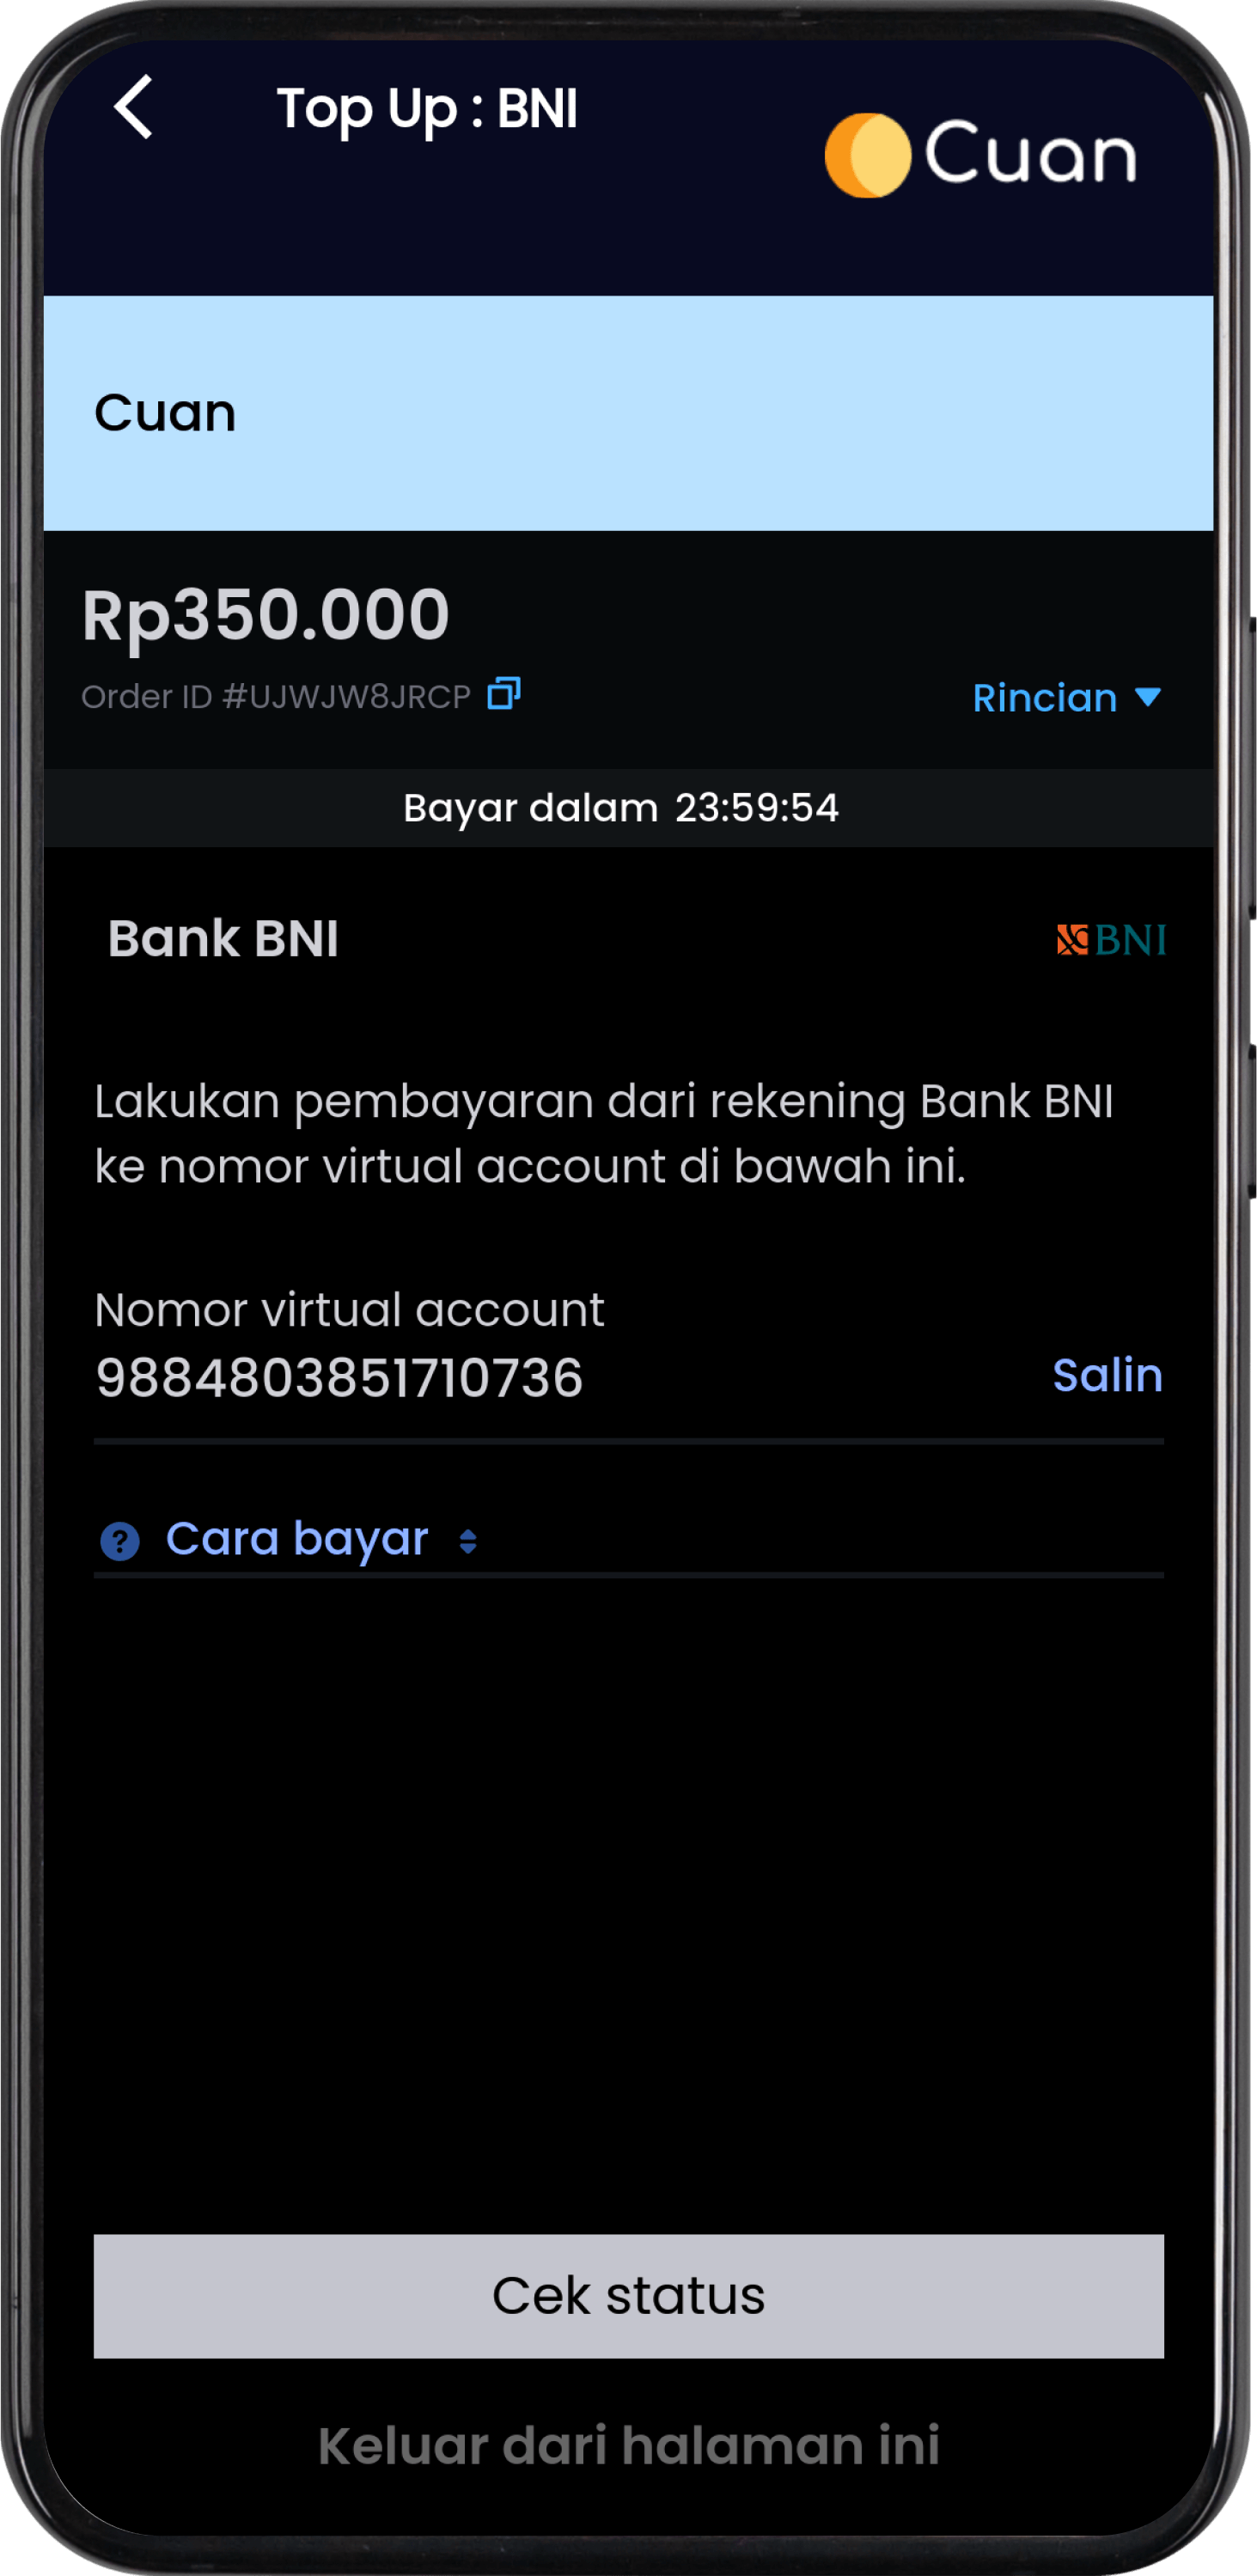 Top Up : BNI
Cuan
Cuan
Rp350.000
Order ID #UJWJW8JRCP
Rincian
Bayar dalam 23:59:54
Bank BNI
BNI
Lakukan pembayaran dari rekening Bank BNI
ke nomor virtual account di bawah ini.
Nomor virtual account
9884803851710736
Salin
? Cara bayar
Cek status
Keluar dari halaman ini